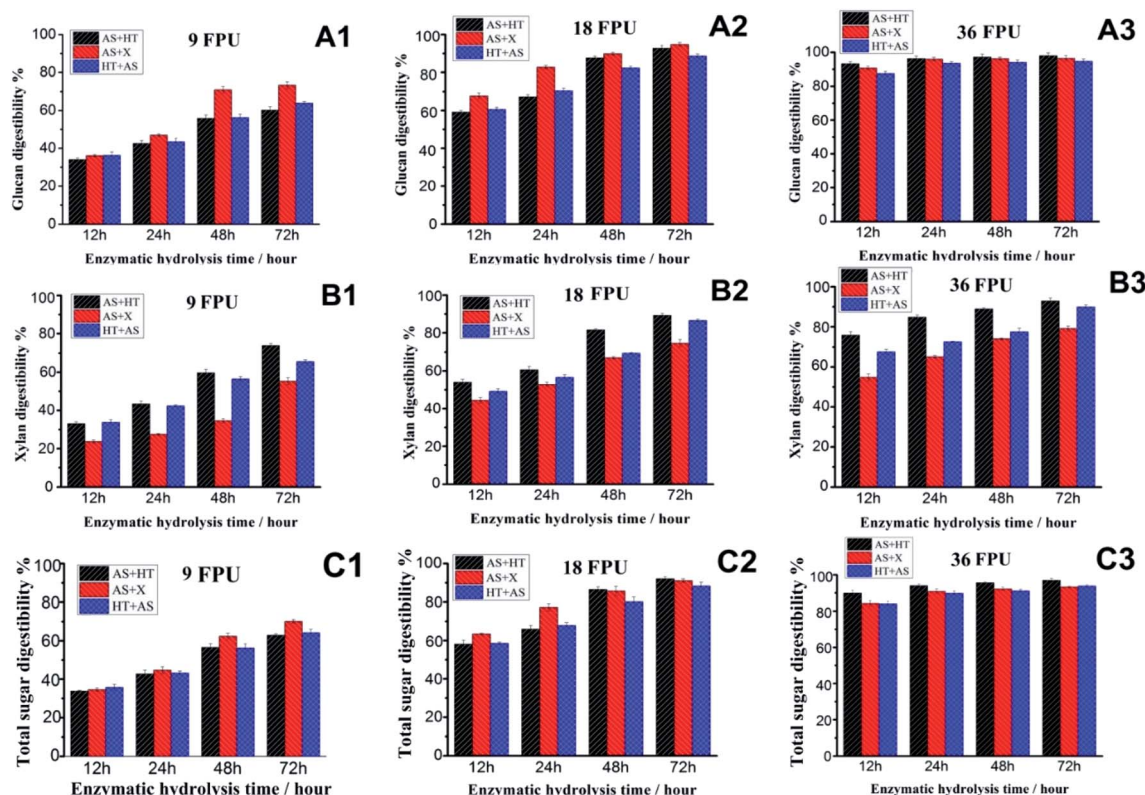 A1
9 FPU
AS+HT
AS+X
HT+AS
Glucan digestibility %
100
80
60
40
20
0
12h 24h 48h 72h
Enzymatic hydrolysis time / hour
A2
18 FPU
AS+HT
AS+X
HT+AS
Glucan digestibility %
100
80
60
40
20
0
12h 24h 48h 72h
Enzymatic hydrolysis time / hour
A3
36 FPU
AS+HT
AS+X
HT+AS
Glucan digestibility %
100
80
60
40
20
0
12h 24h 48h 72h
Enzymatic hydrolysis time / hour
B1
9 FPU
AS+HT
AS+X
HT+AS
Xylan digestibility %
100
80
60
40
20
0
12h 24h 48h 72h
Enzymatic hydrolysis time / hour
B2
18 FPU
AS+HT
AS+X
HT+AS
Xylan digestibility %
100
80
60
40
20
0
12h 24h 48h 72h
Enzymatic hydrolysis time / hour
B3
36 FPU
AS+HT
AS+X
HT+AS
Xylan digestibility %
100
80
60
40
20
0
12h 24h 48h 72h
Enzymatic hydrolysis time / hour
C1
9 FPU
AS+HT
AS+X
HT+AS
Total sugar digestibility %
100
80
60
40
20
0
12h 24h 48h 72h
Enzymatic hydrolysis time / hour
C2
18 FPU
AS+HT
AS+X
HT+AS
Total sugar digestibility %
100
80
60
40
20
0
12h 24h 48h 72h
Enzymatic hydrolysis time / hour
C3
36 FPU
AS+HT
AS+X
HT+AS
Total sugar digestibility %
100
80
60
40
20
0
12h 24h 48h 72h
Enzymatic hydrolysis time / hour